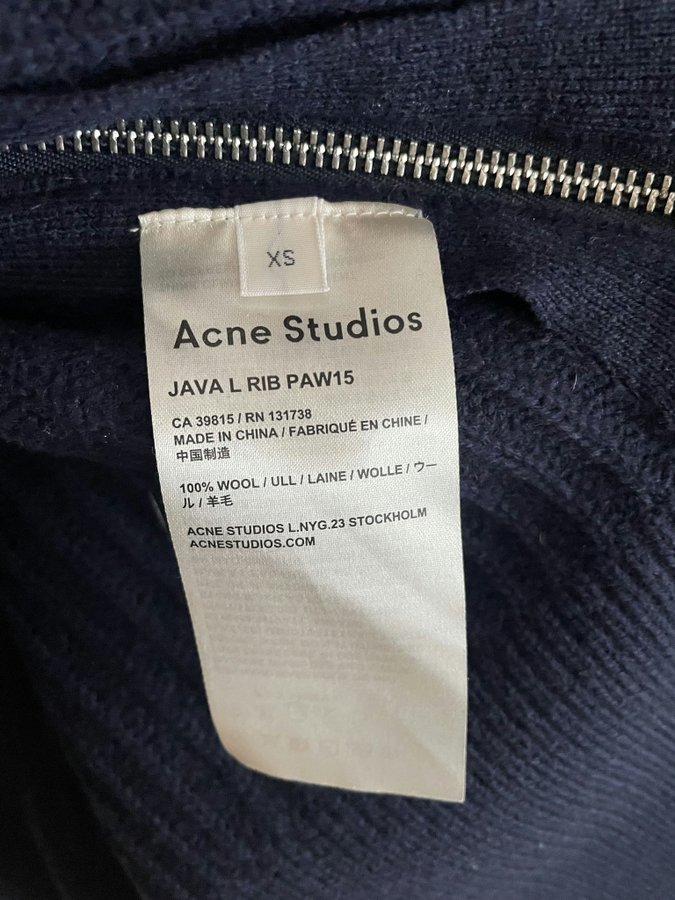 XS
Acne Studios
JAVA L RIB PAW15
CA 39815 / RN 131738
MADE IN CHINA / FABRIQUÉ EN CHINE /
中国制造
100% WOOL / ULL / LAINE / WOLLE / ウー
ル / 羊毛
ACNE STUDIOS L.NYG.23 STOCKHOLM
ACNESTUDIOS.COM